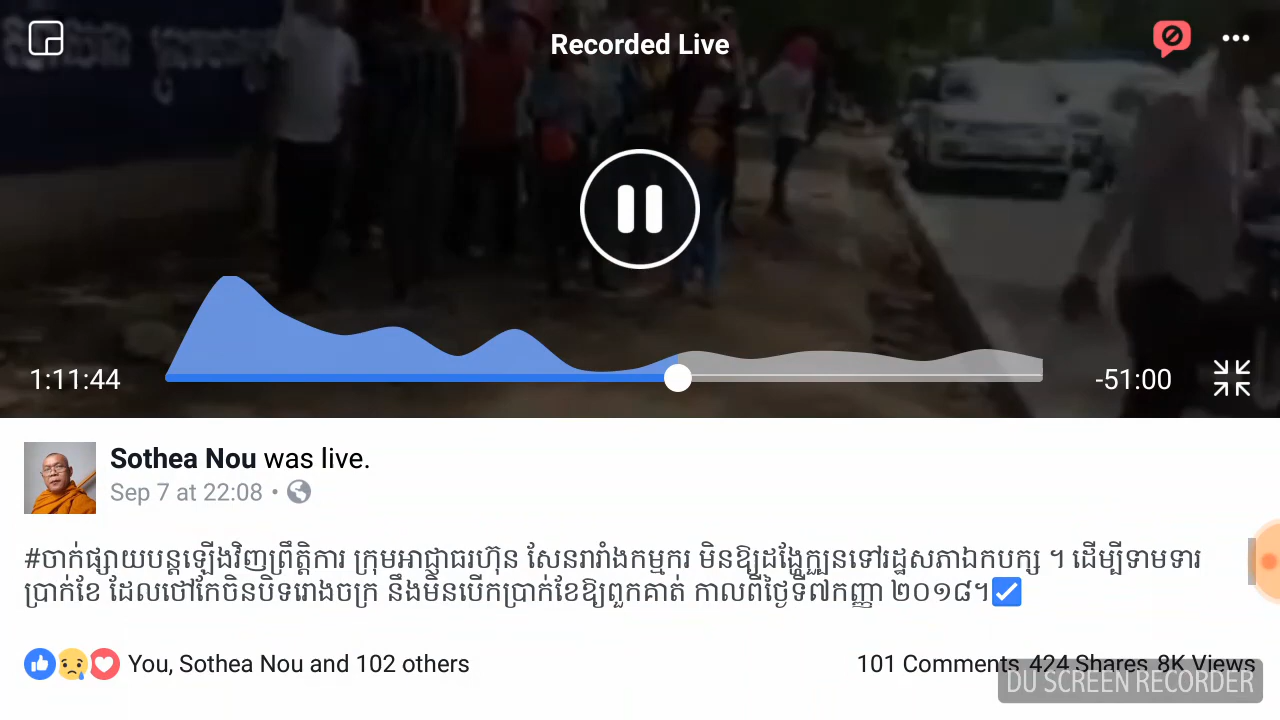 Recorded Live
1:11:44
-51:00
Sothea Nou was live.
Sep 7 at 22:08 •
#ចាក់ផ្សាយបន្តឡើងវិញព្រឹត្តិការ ក្រុមអាជ្ញាធរហ៊ុន សែនរារាំងកម្មករ មិនឱ្យដង្ហែក្បួនទៅរដ្ឋសភាឯកបក្ស ។ ដើម្បីទាមទារ
ប្រាក់ខែ ដែលថៅកែចិនបិទរោងចក្រ នឹងមិនបើកប្រាក់ខែឱ្យពួកគាត់ កាលពីថ្ងៃទី៧កញ្ញា ២០១៨។
You, Sothea Nou and 102 others
101 Comments 424 Shares 8K Views
DU SCREEN RECORDER